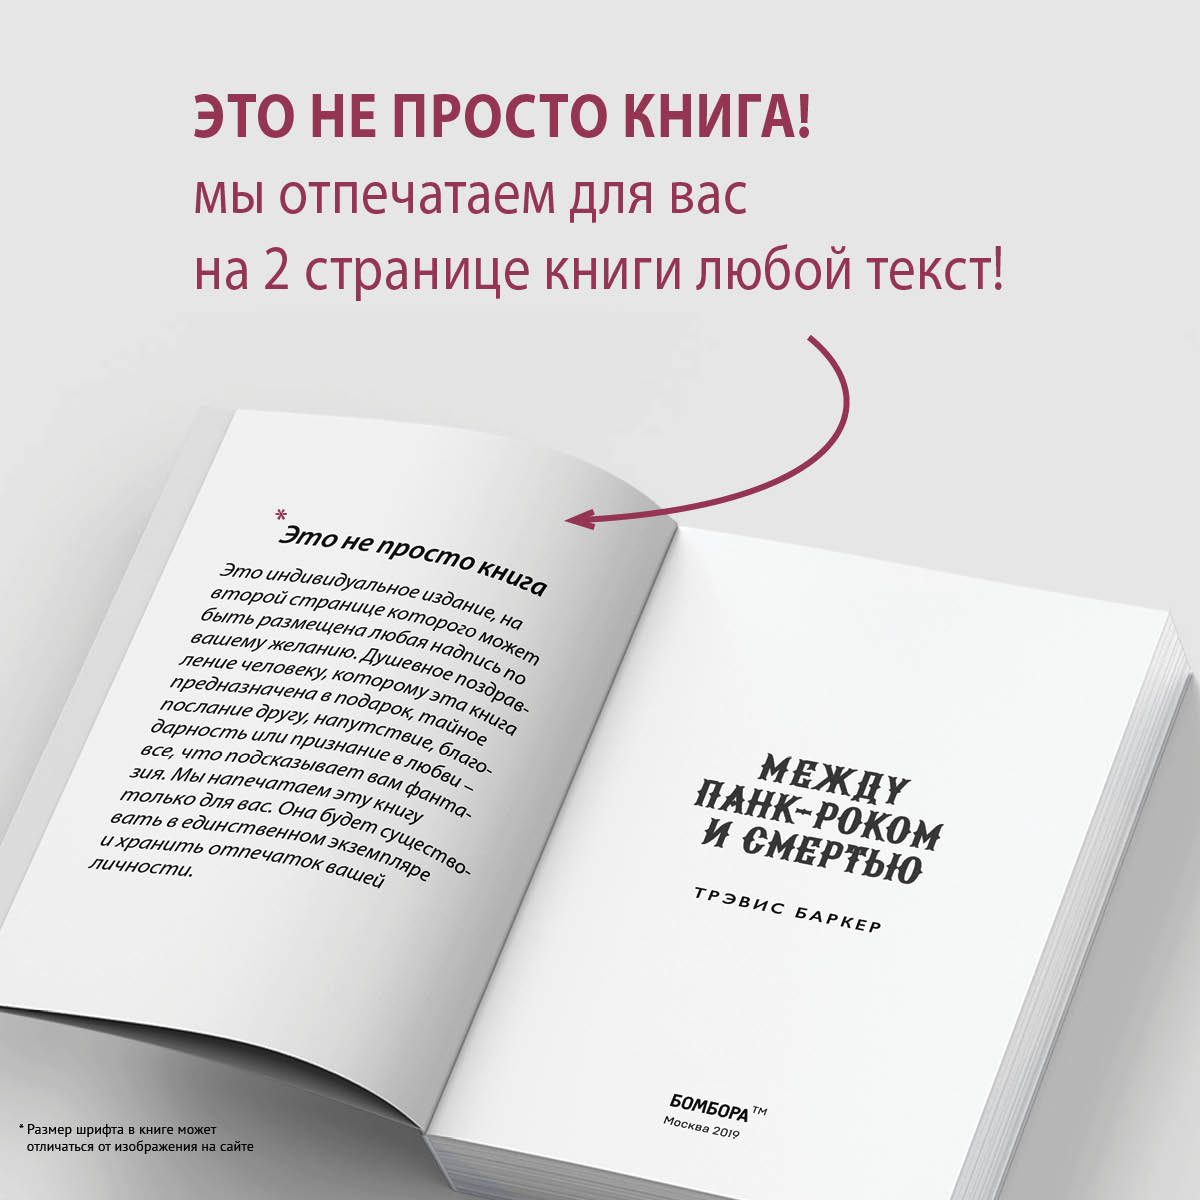 ЭТО НЕ ПРОСТО КНИГА!
мы отпечатаем для вас
на 2 странице книги любой текст!
*
Это не просто книга
Это индивидуальное издание, на
второй странице которого может
быть размещена любая надпись по
вашему желанию. Душевное поздрав-
ление человеку, которому эта книга
предназначена в подарок, тайное
послание другу, напутствие, благо-
дарность или признание в любви –
все, что подсказывает вам фанта-
зия. Мы напечатаем эту книгу
только для вас. Она будет существо-
вать в единственном экземпляре
и хранить отпечаток вашей
личности.
МЕЖДУ
ПАНК-РОКОМ
И СМЕРТЬЮ
ТРЭВИС БАРКЕР
БОМБОРА™
Москва 2019
* Размер шрифта в книге может
отличаться от изображения на сайте